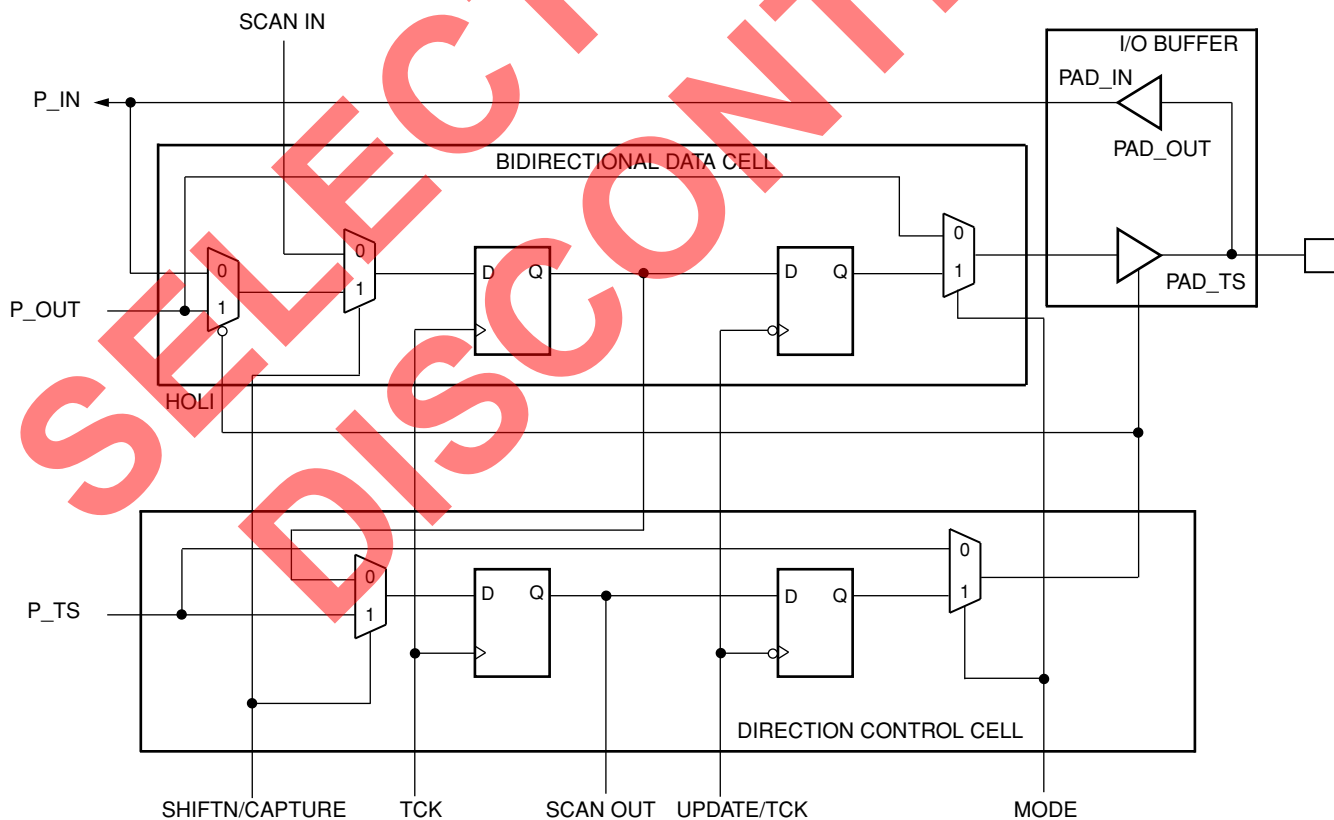 SCAN IN
I/O BUFFER
PAD_IN
P_IN
PAD_OUT
BIDIRECTIONAL DATA CELL
0
0
0
1
D Q
D Q
1
PAD_TS
P_OUT
1
HOLI
0
0
D Q
D Q
1
P_TS
1
DIRECTION CONTROL CELL
SHIFTN/CAPTURE
TCK
SCAN OUT
UPDATE/TCK
MODE
SELECT
DISCONT